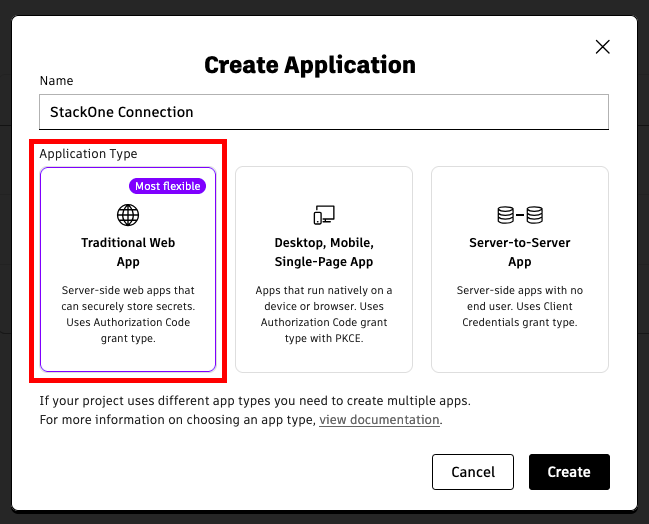 Create Application
Name
StackOne Connection
Application Type
Most flexible
Traditional Web
App
Server-side web apps that
can securely store secrets.
Uses Authorization Code
grant type.
Desktop, Mobile,
Single-Page App
Apps that run natively on a
device or browser. Uses
Authorization Code grant
type with PKCE.
Server-to-Server
App
Server-side apps with no
end user. Uses Client
Credentials grant type.
If your project uses different app types you need to create multiple apps.
For more information on choosing an app type, view documentation.
Cancel
Create